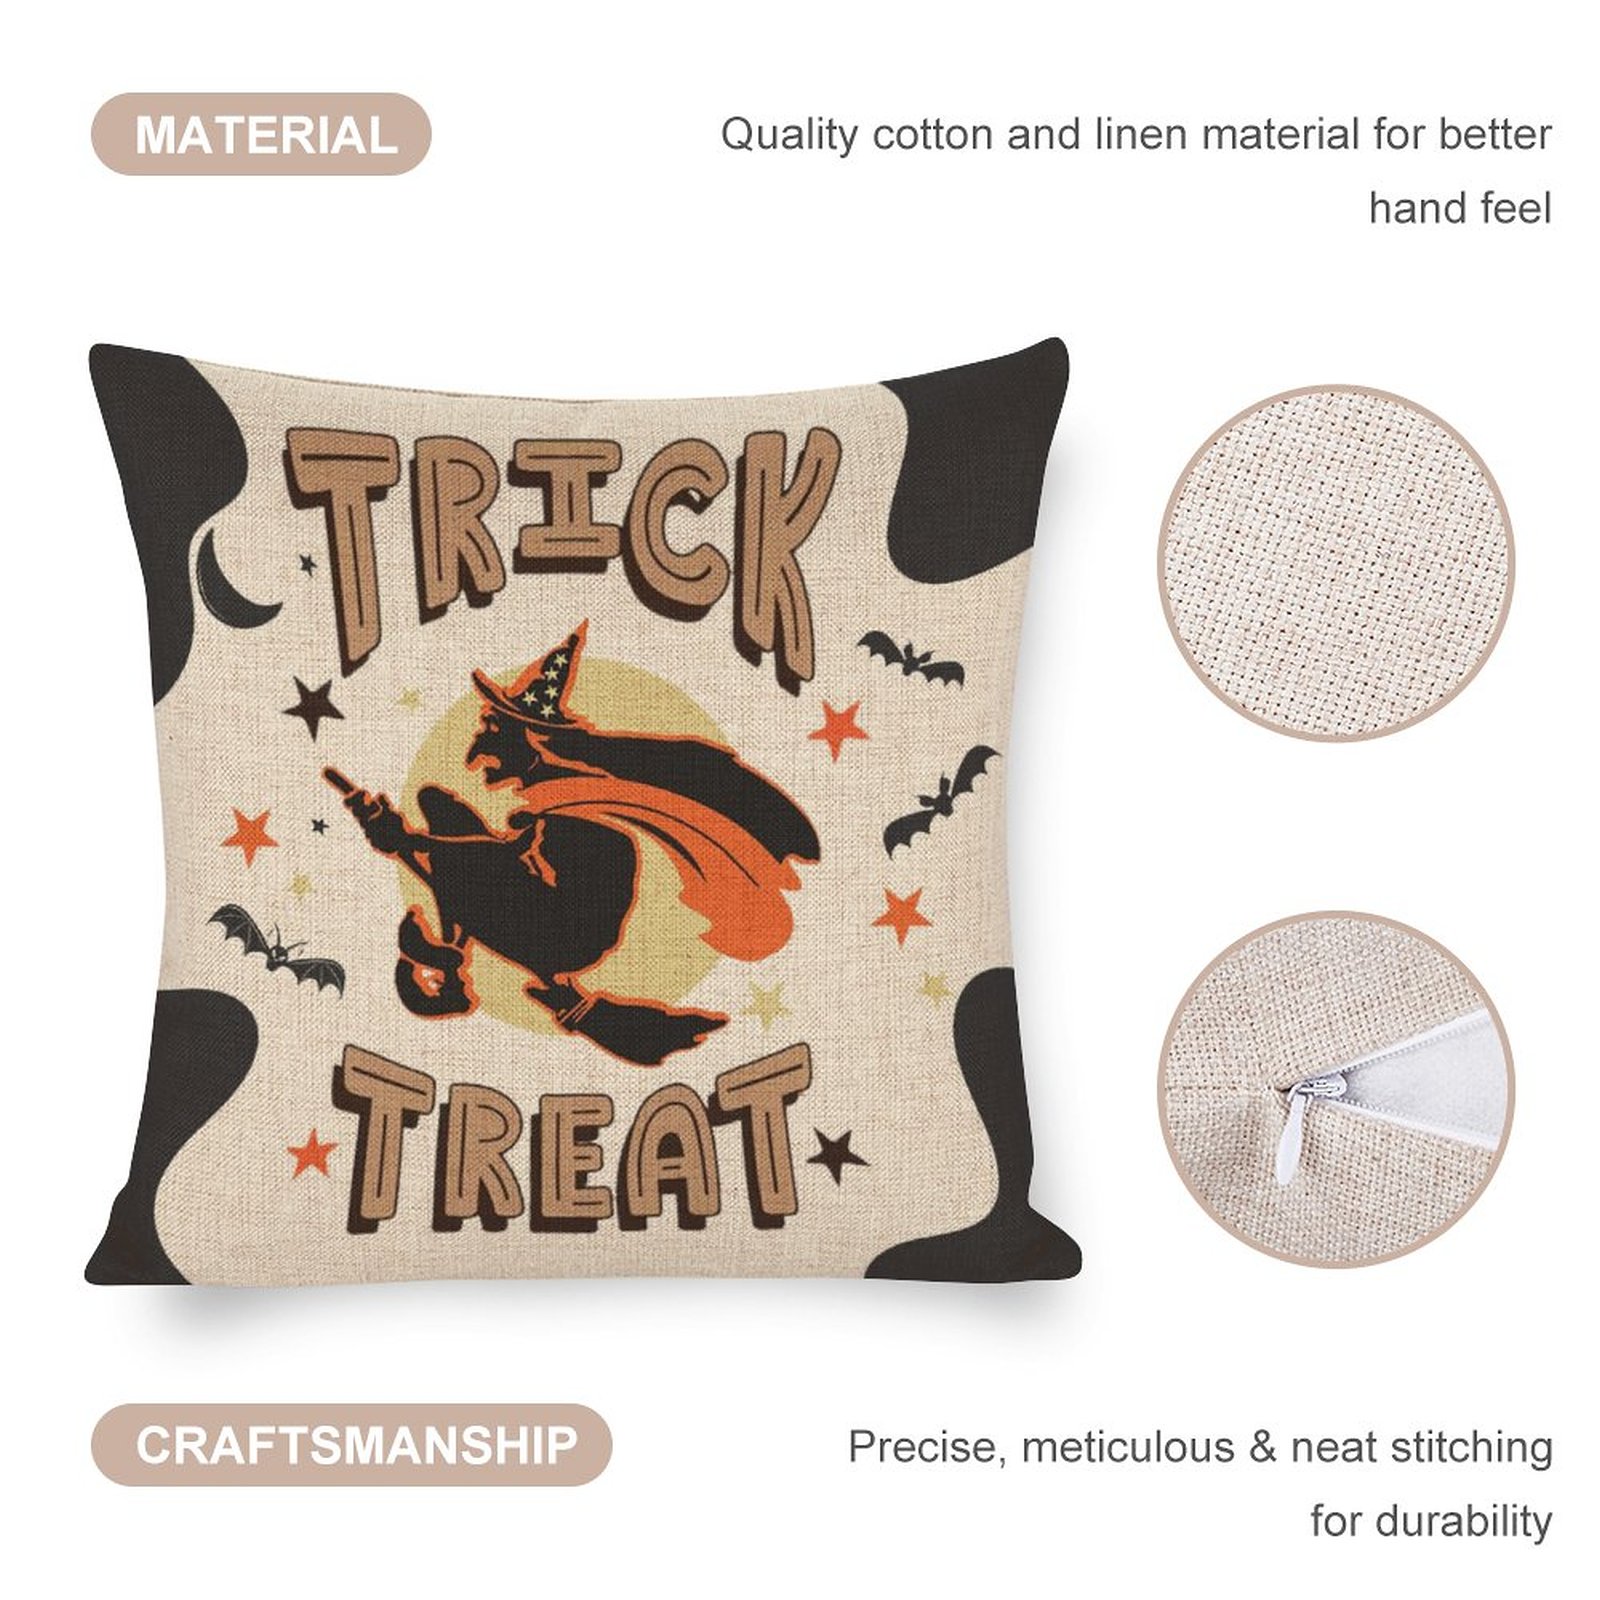 MATERIAL
Quality cotton and linen material for better
hand feel
TRICK
TREAT
CRAFTSMANSHIP
Precise, meticulous & neat stitching
for durability